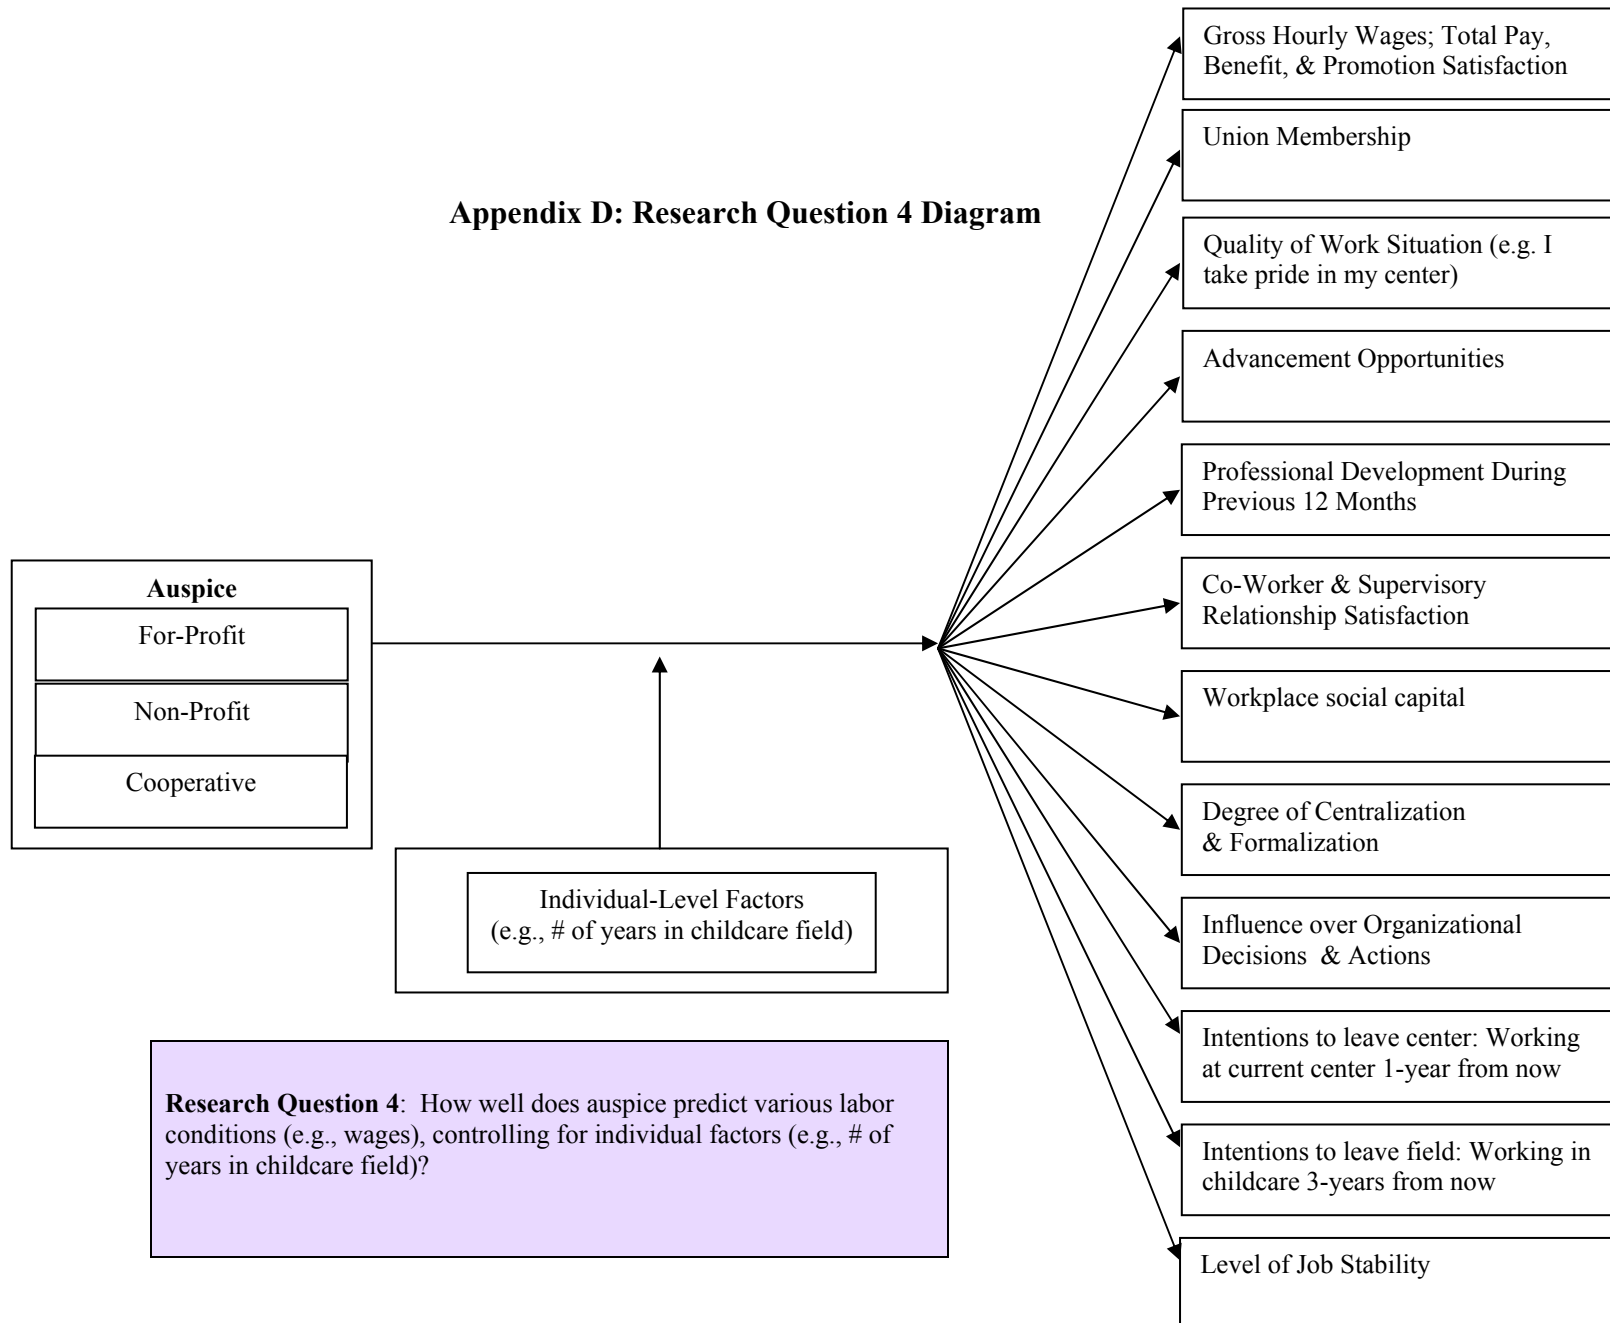 Appendix D: Research Question 4 Diagram
Auspice
For-Profit
Non-Profit
Cooperative
Individual-Level Factors
(e.g., # of years in childcare field)
Research Question 4:  How well does auspice predict various labor
conditions (e.g., wages), controlling for individual factors (e.g., # of
years in childcare field)?
Gross Hourly Wages; Total Pay,
Benefit, & Promotion Satisfaction
Union Membership
Quality of Work Situation (e.g. I
take pride in my center)
Advancement Opportunities
Professional Development During
Previous 12 Months
Co-Worker & Supervisory
Relationship Satisfaction
Workplace social capital
Degree of Centralization
& Formalization
Influence over Organizational
Decisions  & Actions
Intentions to leave center: Working
at current center 1-year from now
Intentions to leave field: Working in
childcare 3-years from now
Level of Job Stability